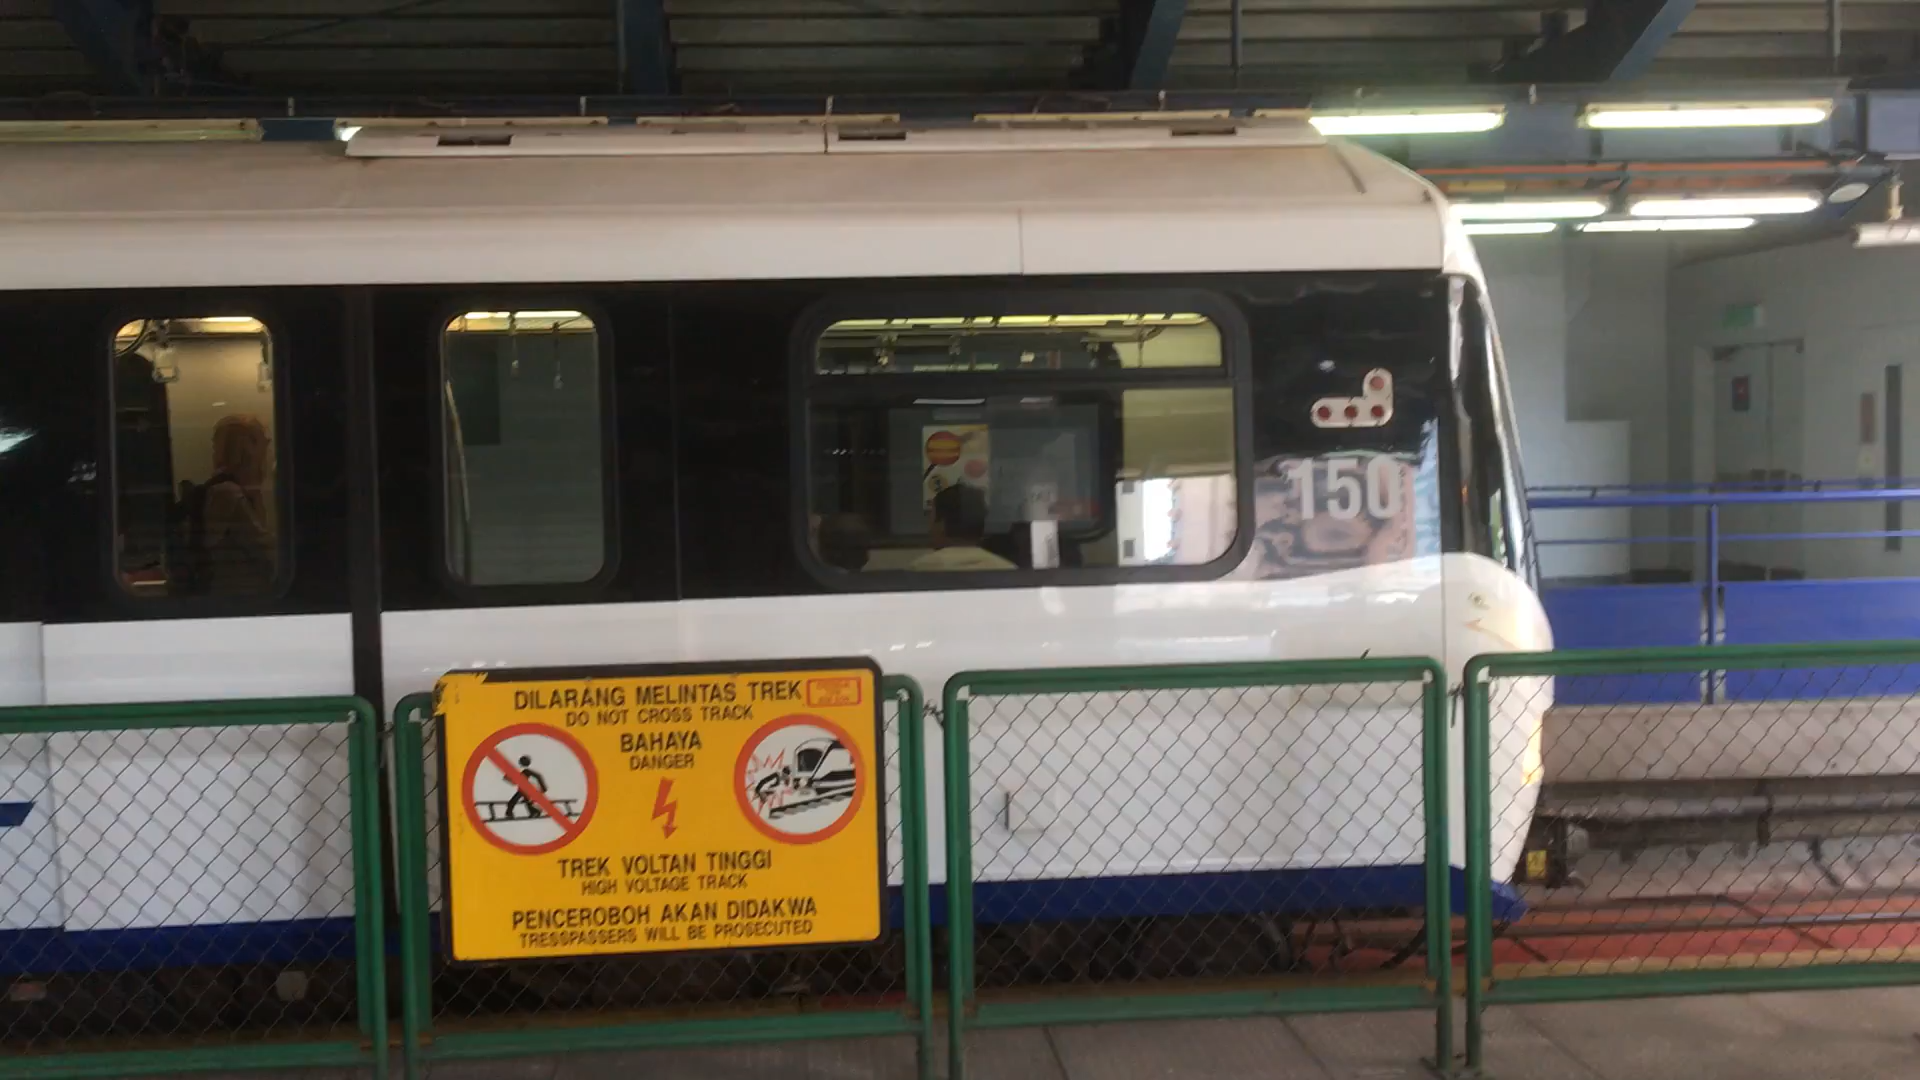 150
DILARANG MELINTAS TREK
DO NOT CROSS TRACK
BAHAYA
DANGER
TREK VOLTAN TINGGI
HIGH VOLTAGE TRACK
PENCEROBOH AKAN DIDAKWA
TRESSPASSERS WILL BE PROSECUTED